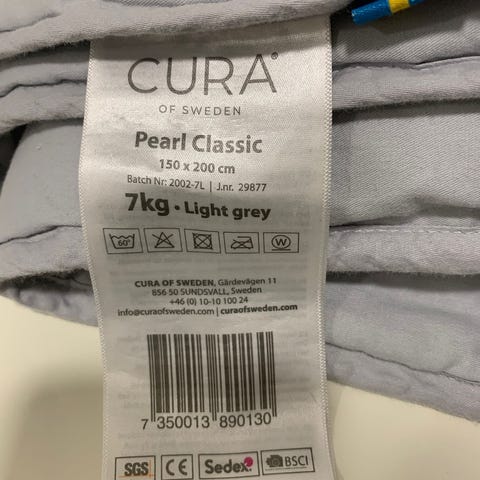 CURA®
OF SWEDEN
Pearl Classic
150 x 200 cm
Batch Nr: 2002-7L | J.nr. 29877
7kg • Light grey
60°
W
CURA OF SWEDEN, Gärdevägen 11
856 50 SUNDSVALL, Sweden
+46 (0) 10-10 100 24
info@curaofsweden.com | curaofsweden.com
7 350013 890130
SGS CE Sedex BSCI